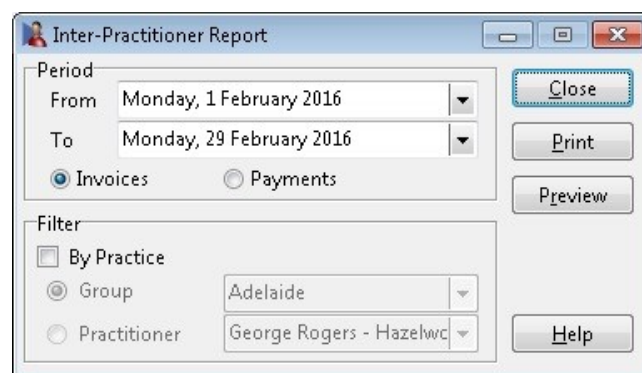 Inter-Practitioner Report
Period
From Monday, 1 February 2016
To Monday, 29 February 2016
Invoices Payments
Close
Print
Preview
Filter
By Practice
Group Adelaide
Practitioner George Rogers - Hazelwc
Help